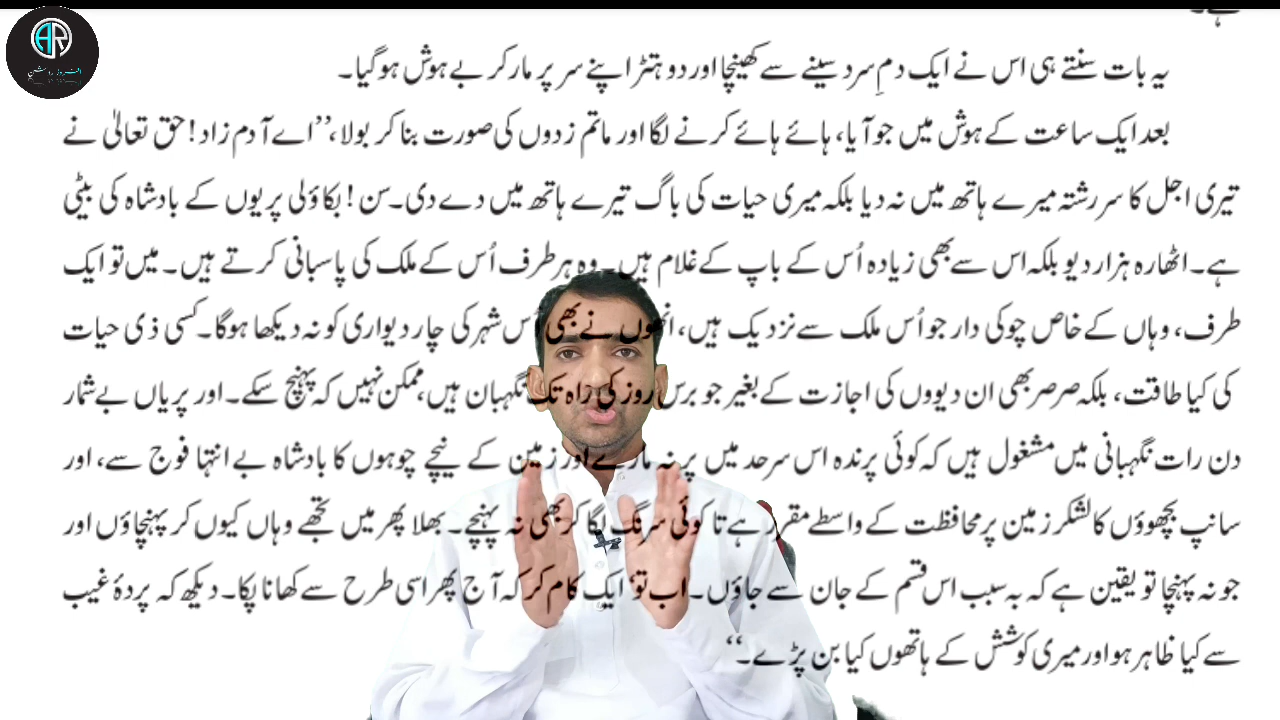 ہے۔
یہ بات سنتے ہی اس نے ایک دمِ سرد سینے سے کھینچا اور دو ہتڑ اپنے سر پر مار کر بے ہوش ہو گیا۔
بعد ایک ساعت کے ہوش میں جو آیا، ہائے ہائے کرنے لگا اور ماتم زدوں کی صورت بنا کر بولا، ’’اے آدم زاد! حق تعالیٰ نے
تیری اجل کا سررشتہ میرے ہاتھ میں نہ دیا بلکہ میری حیات کی باگ تیرے ہاتھ میں دے دی۔ سن! بکاؤلی پریوں کے بادشاہ کی بیٹی
ہے۔ اٹھارہ ہزار دیو بلکہ اس سے بھی زیادہ اُس کے باپ کے غلام ہیں۔ وہ ہر طرف اُس کے ملک کی پاسبانی کرتے ہیں۔ میں تو ایک
طرف، وہاں کے خاص چوکی دار جو اُس ملک سے نزدیک ہیں، انھوں نے بھی اُس شہر کی چار دیواری کو نہ دیکھا ہوگا۔ کسی ذی حیات
کی کیا طاقت، بلکہ صرصر بھی ان دیووں کی اجازت کے بغیر جو برس روز کی راہ تک نگہبان ہیں، ممکن نہیں کہ پہنچ سکے۔ اور پریاں بے شمار
دن رات نگہبانی میں مشغول ہیں کہ کوئی پرندہ اس سرحد میں پر نہ مارے اور زمین کے نیچے چوہوں کا بادشاہ بے انتہا فوج سے، اور
سانپ بچھوؤں کا لشکر زمین پر محافظت کے واسطے مقرر ہے تا کوئی سرنگ لگا کر بھی نہ پہنچے۔ بھلا پھر میں تجھے وہاں کیوں کر پہنچاؤں اور
جو نہ پہنچا تو یقین ہے کہ بہ سبب اس قسم کے جان سے جاؤں۔ اب تو ٗ ایک کام کر کہ آج پھر اسی طرح سے کھانا پکا۔ دیکھ کہ پردۂ غیب
سے کیا ظاہر ہو اور میری کوشش کے ہاتھوں کیا بن پڑے۔‘‘
AR
افروز روشن